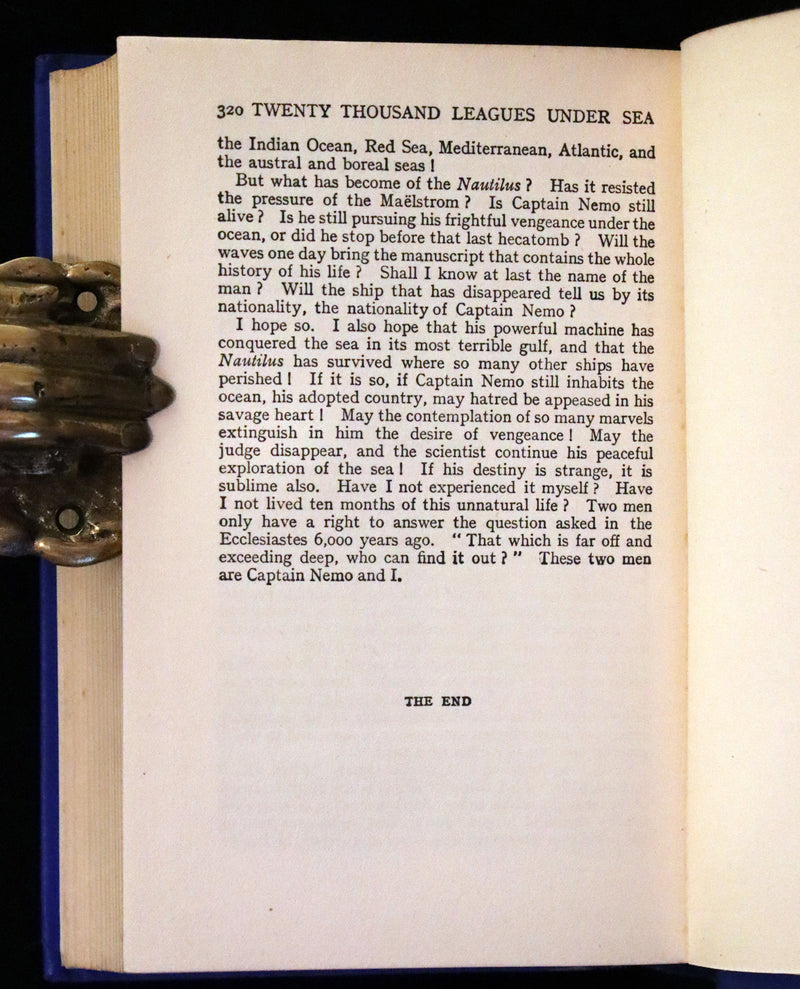 320 TWENTY THOUSAND LEAGUES UNDER SEA
the Indian Ocean, Red Sea, Mediterranean, Atlantic, and
the austral and boreal seas !
But what has become of the Nautilus ? Has it resisted
the pressure of the Maëlstrom ? Is Captain Nemo still
alive ? Is he still pursuing his frightful vengeance under the
ocean, or did he stop before that last hecatomb ? Will the
waves one day bring the manuscript that contains the whole
history of his life ? Shall I know at last the name of the
man ? Will the ship that has disappeared tell us by its
nationality, the nationality of Captain Nemo ?
I hope so. I also hope that his powerful machine has
conquered the sea in its most terrible gulf, and that the
Nautilus has survived where so many other ships have
perished ! If it is so, if Captain Nemo still inhabits the
ocean, his adopted country, may hatred be appeased in his
savage heart ! May the contemplation of so many marvels
extinguish in him the desire of vengeance ! May the
judge disappear, and the scientist continue his peaceful
exploration of the sea ! If his destiny is strange, it is
sublime also. Have I not experienced it myself ? Have
I not lived ten months of this unnatural life ? Two men
only have a right to answer the question asked in the
Ecclesiastes 6,000 years ago. “ That which is far off and
exceeding deep, who can find it out ? ” These two men
are Captain Nemo and I.
THE END